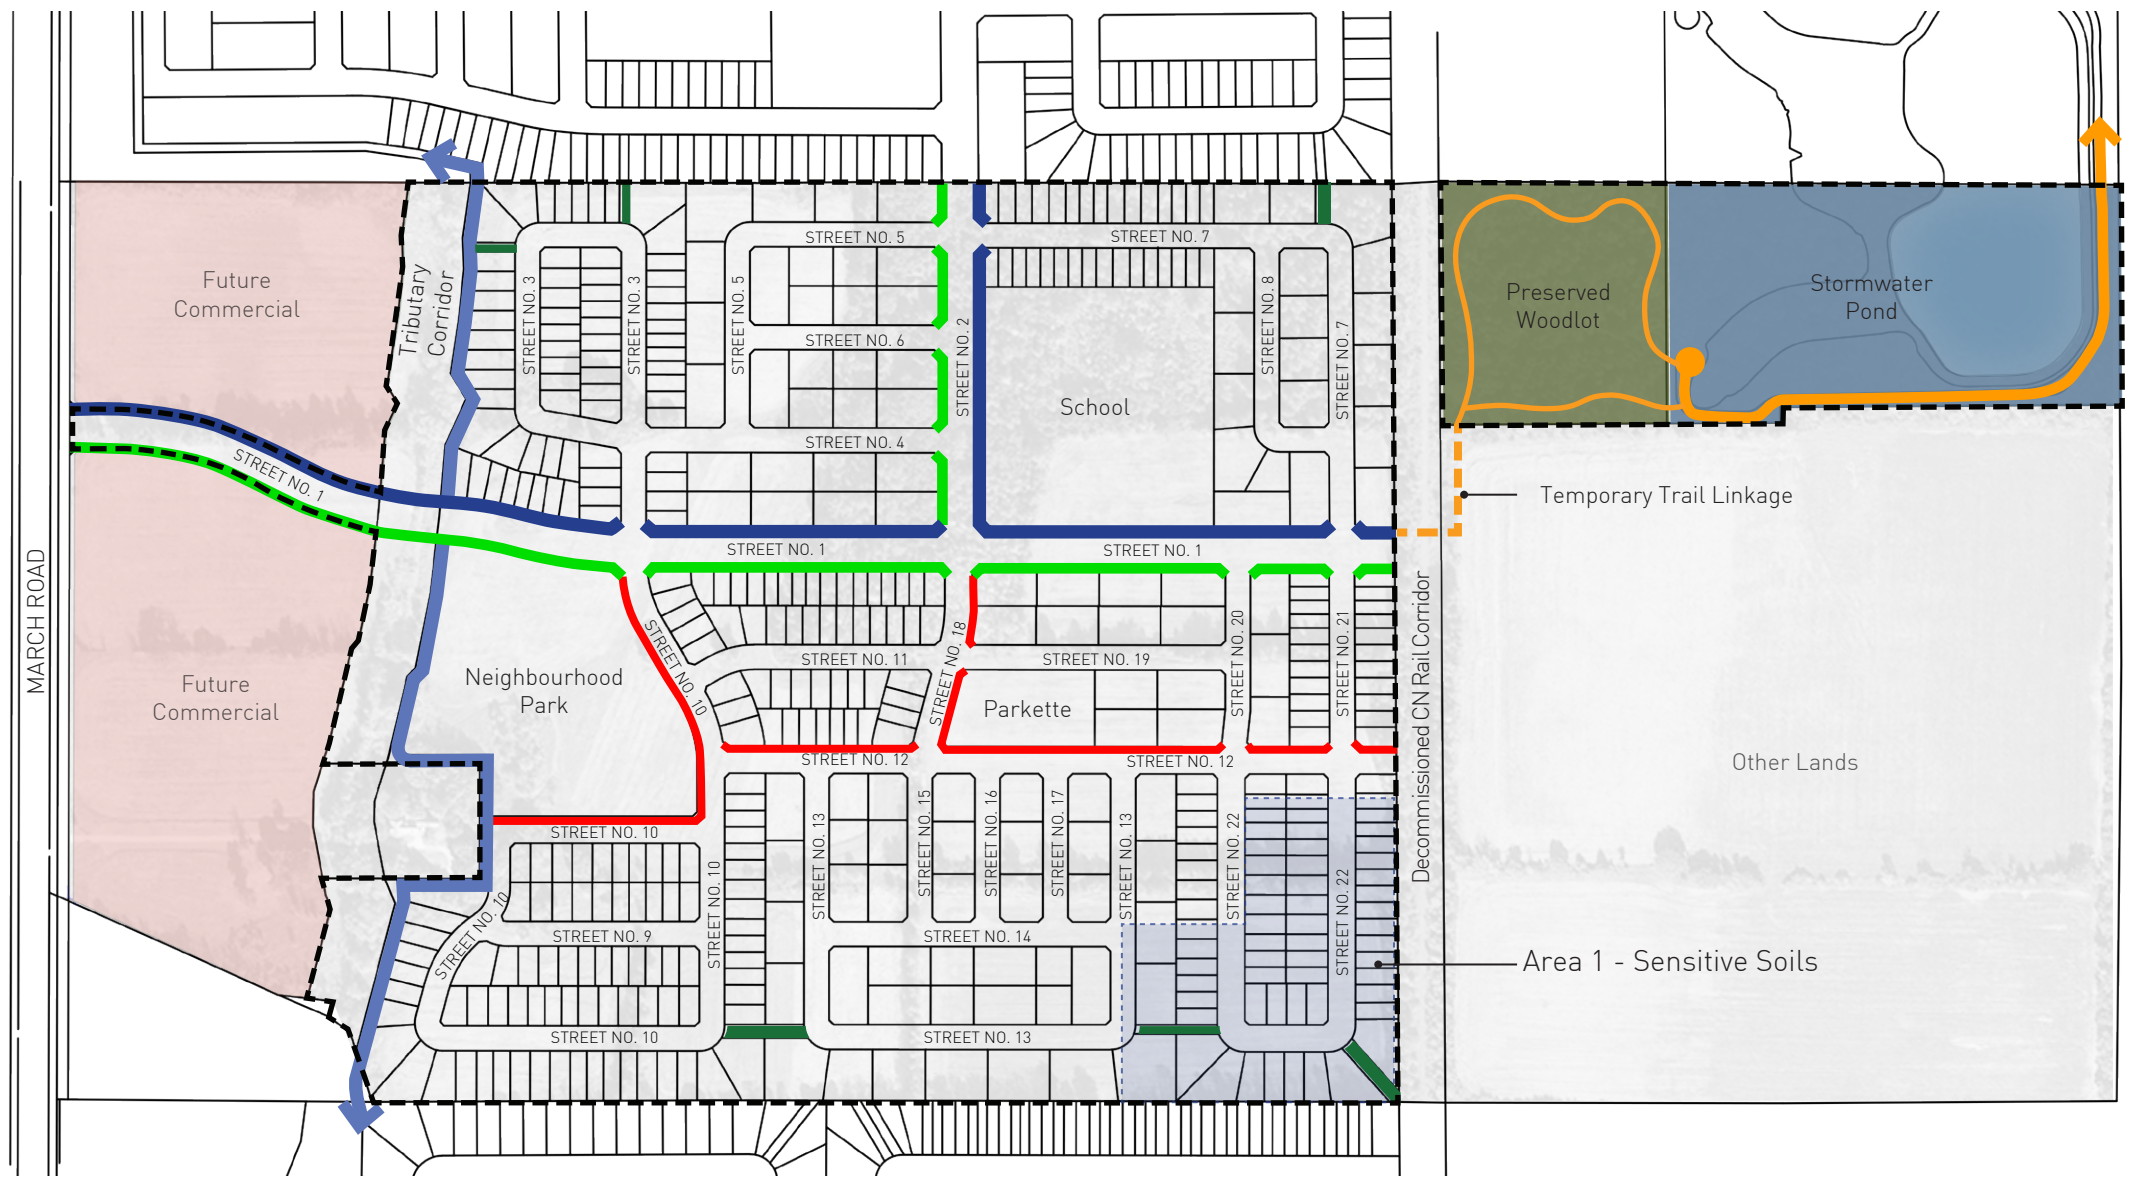 STREET NO. 5
STREET NO. 7
Future
Commercial
Tributary
Corridor
STREET NO. 3
STREET NO. 3
STREET NO. 5
STREET NO. 6
STREET NO. 2
STREET NO. 8
STREET NO. 7
Preserved
Woodlot
Stormwater
Pond
School
STREET NO. 4
STREET NO. 1
Temporary Trail Linkage
STREET NO. 1
STREET NO. 1
MARCH ROAD
Neighbourhood
Park
STREET NO. 10
STREET NO. 11
STREET NO. 18
STREET NO. 19
STREET NO. 20
STREET NO. 21
Decommissioned CN Rail Corridor
Future
Commercial
Parkette
STREET NO. 12
STREET NO. 12
Other Lands
STREET NO. 10
STREET NO. 13
STREET NO. 15
STREET NO. 16
STREET NO. 17
STREET NO. 13
STREET NO. 22
STREET NO. 22
STREET NO. 10
STREET NO. 10
STREET NO. 9
STREET NO. 14
Area 1 - Sensitive Soils
STREET NO. 10
STREET NO. 13